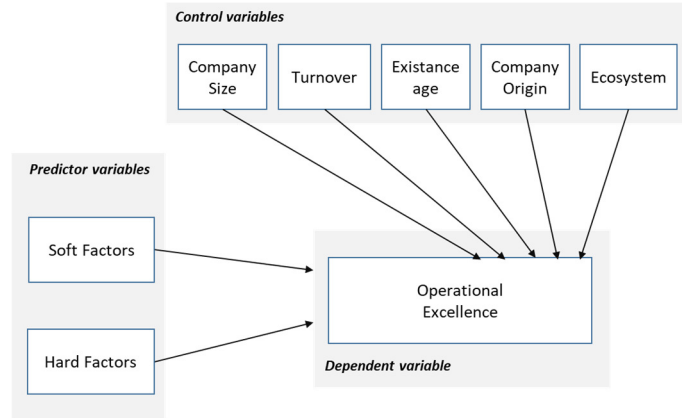 Control variables
Company
Size
Turnover
Existance
age
Company
Origin
Ecosystem
Predictor variables
Soft Factors
Hard Factors
Operational
Excellence
Dependent variable